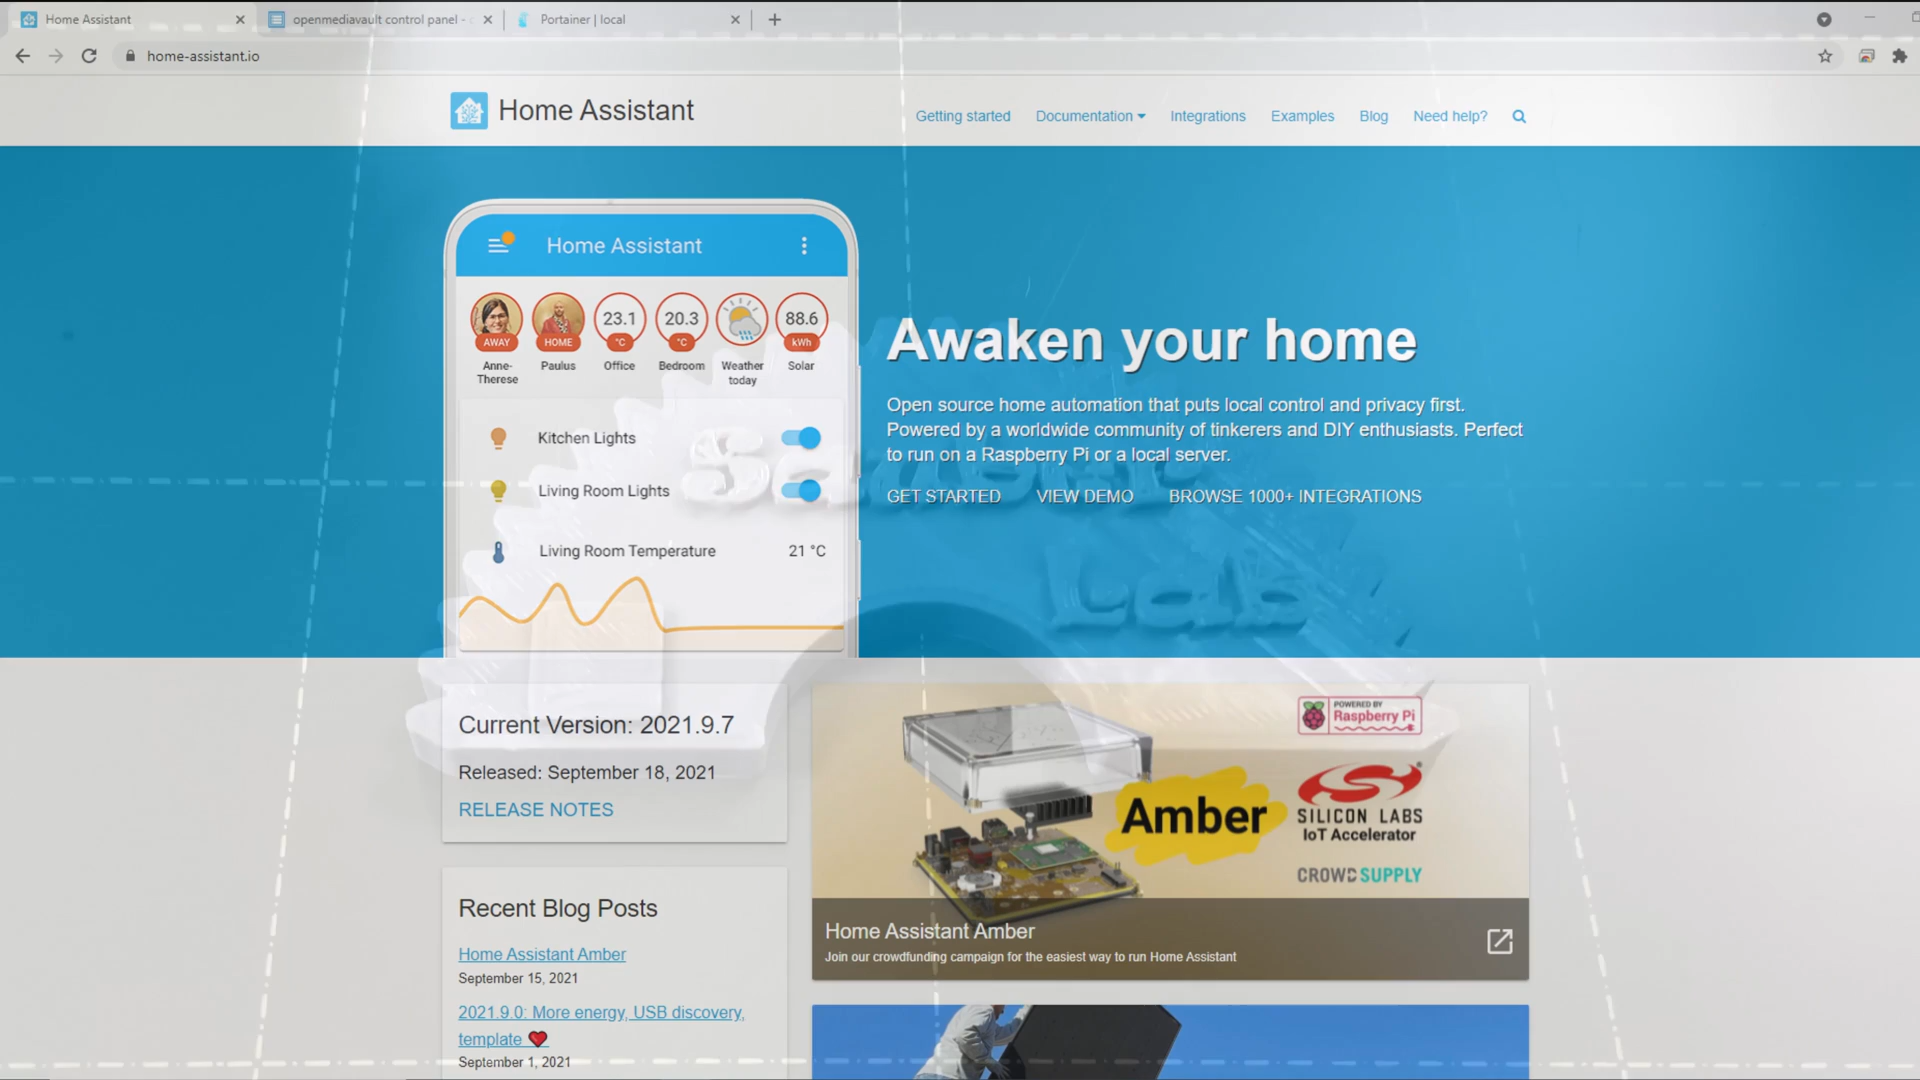 Home Assistant
openmediavault control panel -
Portainer | local
home-assistant.io
Home Assistant
Getting started
Documentation
Integrations
Examples
Blog
Need help?
Home Assistant
23.1
20.3
88.6
AWAY
HOME
°C
°C
kWh
Anne-
Therese
Paulus
Office
Bedroom
Weather
today
Solar
Kitchen Lights
Living Room Lights
Living Room Temperature
21 °C
Awaken your home
Open source home automation that puts local control and privacy first.
Powered by a worldwide community of tinkerers and DIY enthusiasts. Perfect
to run on a Raspberry Pi or a local server.
GET STARTED
VIEW DEMO
BROWSE 1000+ INTEGRATIONS
Lab
Current Version: 2021.9.7
Released: September 18, 2021
RELEASE NOTES
POWERED BY
Raspberry Pi
Amber
SILICON LABS
IoT Accelerator
CROWD SUPPLY
Home Assistant Amber
Join our crowdfunding campaign for the easiest way to run Home Assistant
Recent Blog Posts
Home Assistant Amber
September 15, 2021
2021.9.0: More energy, USB discovery,
template ❤
September 1, 2021